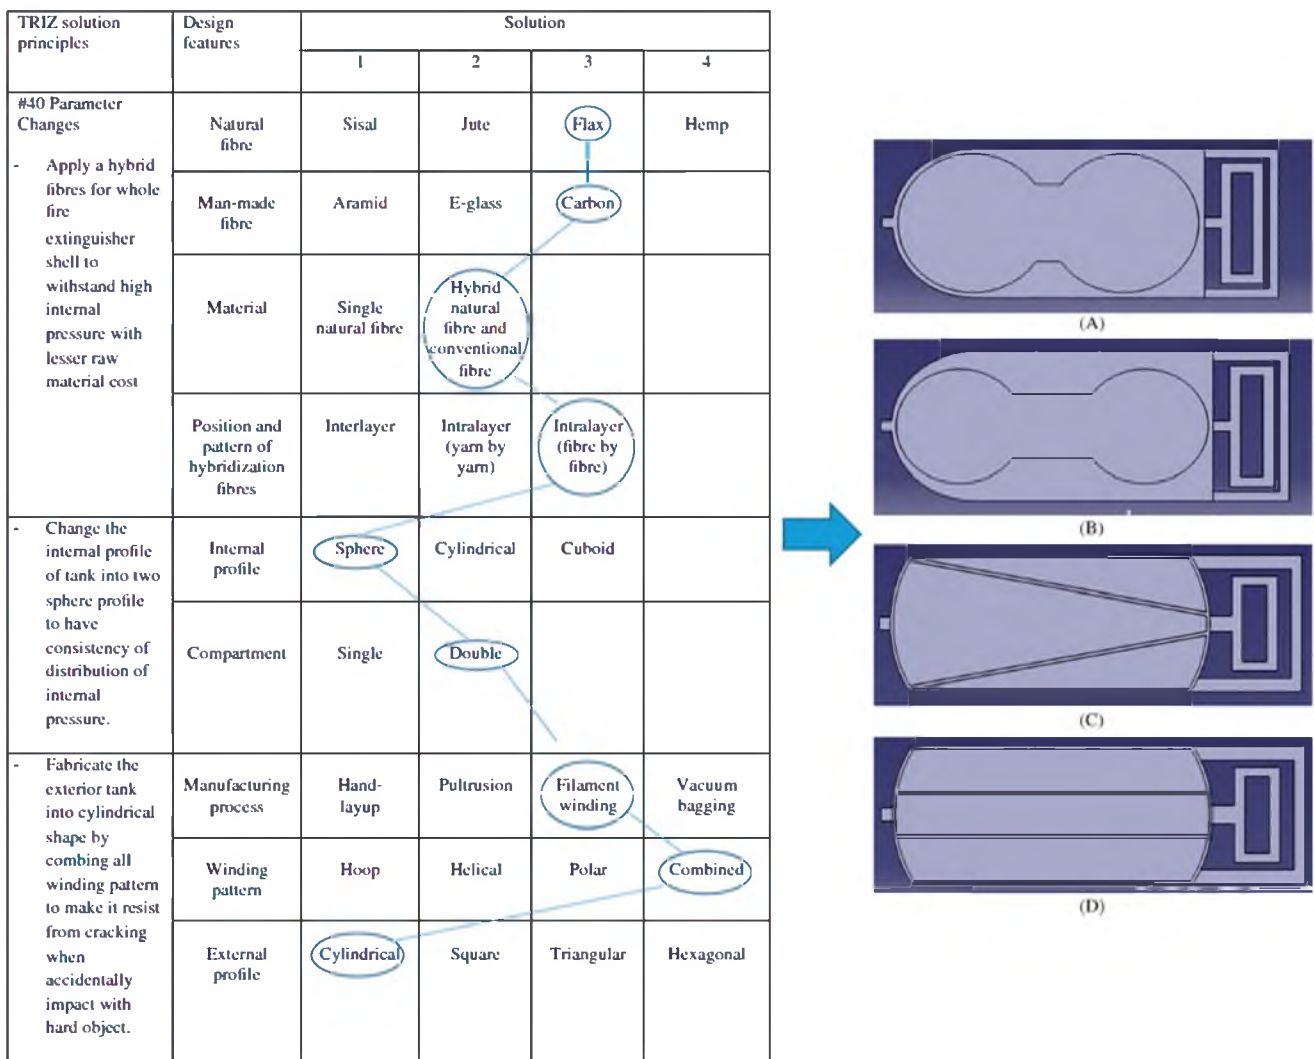 TRIZ solution principles
Design features
Solution
1
2
3
4
#40 Parameter
Changes
- Apply a hybrid
fibres for whole
fire
extinguisher
shell to
withstand high
internal
pressure with
lesser raw
material cost
Natural
fibre
Sisal
Jute
Flax
Hemp
Man-made
fibre
Aramid
E-glass
Carbon
Material
Single
natural fibre
Hybrid
natural
fibre and
conventional
fibre
Position and
pattern of
hybridization
fibres
Interlayer
Intralayer
(yarn by
yarn)
Intralayer
(fibre by
fibre)
- Change the
internal profile
of tank into two
sphere profile
to have
consistency of
distribution of
internal
pressure.
Internal
profile
Sphere
Cylindrical
Cuboid
Compartment
Single
Double
- Fabricate the
exterior tank
into cylindrical
shape by
combing all
winding pattern
to make it resist
from cracking
when
accidentally
impact with
hard object.
Manufacturing
process
Hand-
layup
Pultrusion
Filament
winding
Vacuum
bagging
Winding
pattern
Hoop
Helical
Polar
Combined
External
profile
Cylindrical
Square
Triangular
Hexagonal
(A)
(B)
(C)
(D)